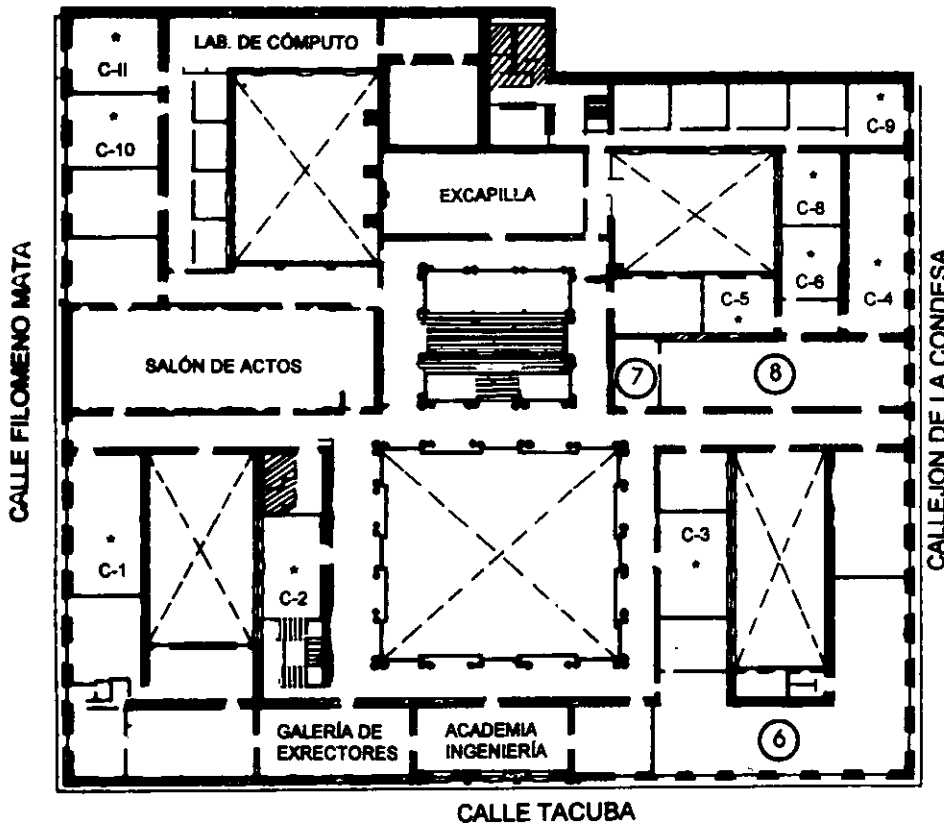 LAB. DE CÓMPUTO
*
C-11
*
C-10
*
C-9
EXCAPILLA
*
C-8
*
C-6
*
C-4
C-5
*
SALÓN DE ACTOS
7
8
CALLE FILOMENO MATA
CALLEJON DE LA CONDESA
*
C-1
*
C-2
C-3
*
GALERÍA DE
EXRECTORES
ACADEMIA
INGENIERÍA
6
CALLE TACUBA